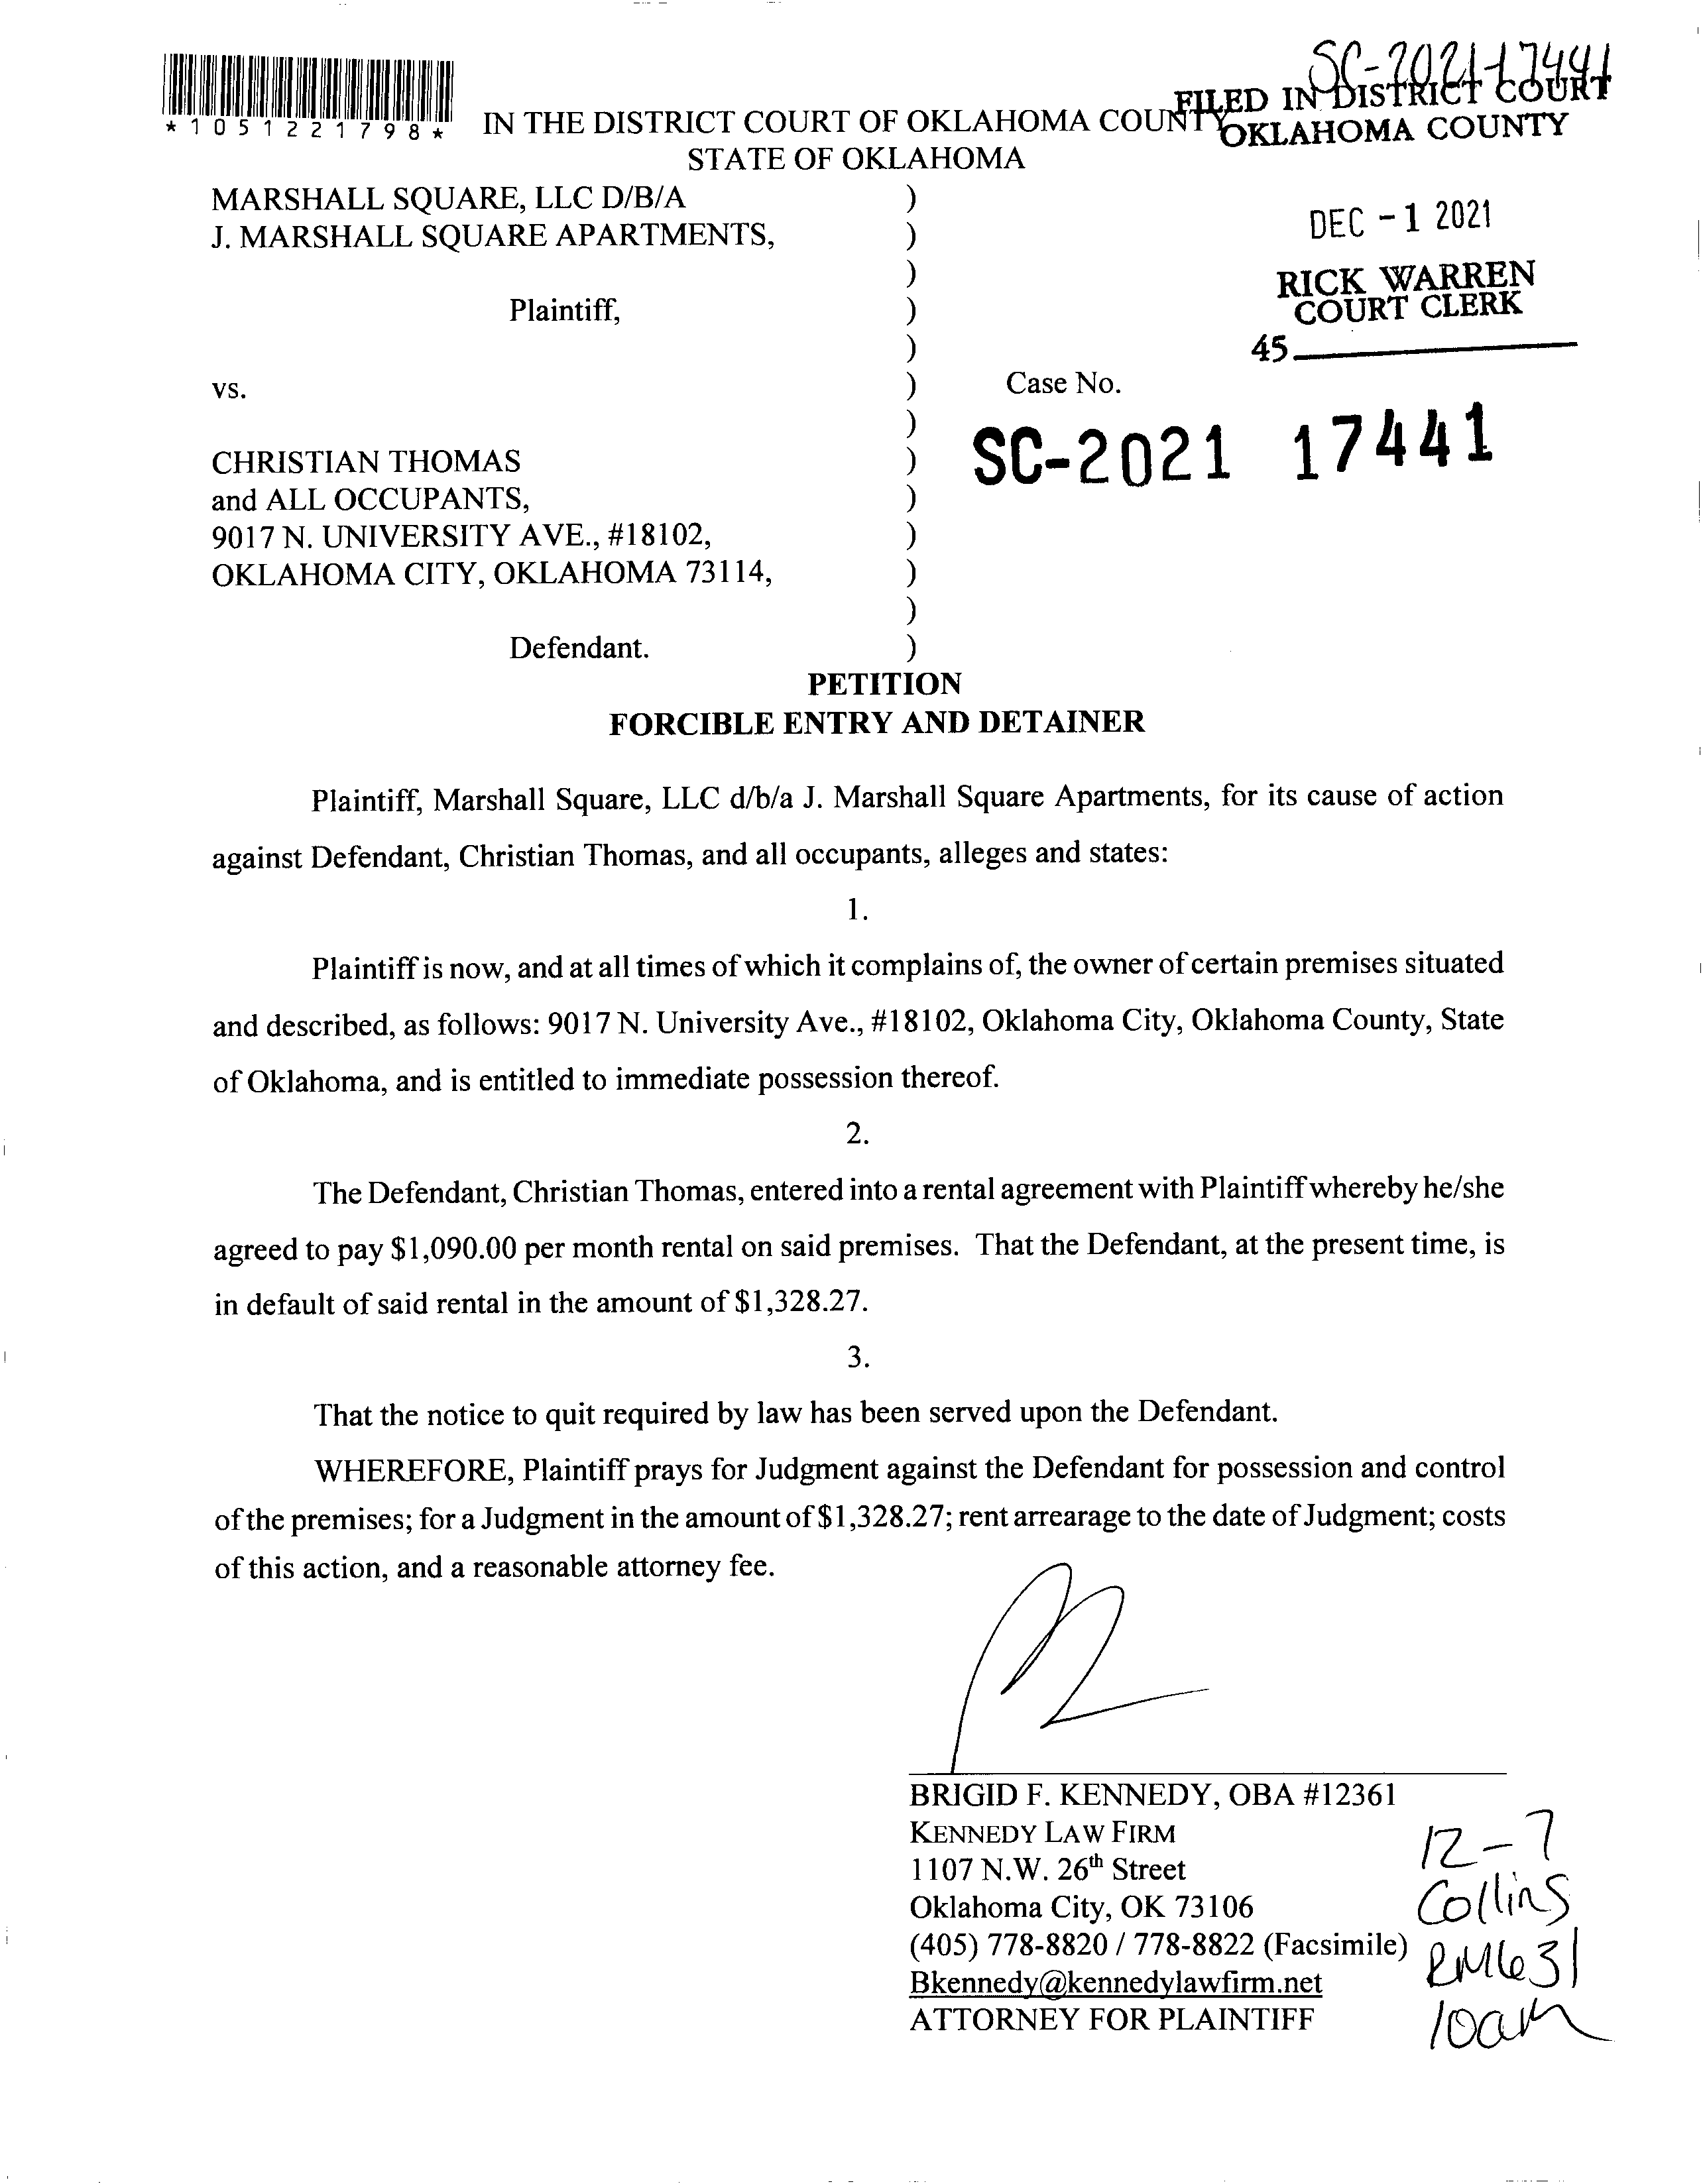 SC-2021-17441
*1051221798*
IN THE DISTRICT COURT OF OKLAHOMA COUNTY
STATE OF OKLAHOMA
FILED IN DISTRICT COURT
OKLAHOMA COUNTY
DEC -1 2021
RICK WARREN
COURT CLERK
45
MARSHALL SQUARE, LLC D/B/A )
J. MARSHALL SQUARE APARTMENTS, )
)
Plaintiff, )
)
vs. ) Case No.
)
CHRISTIAN THOMAS ) SC-2021 17441
and ALL OCCUPANTS, )
9017 N. UNIVERSITY AVE., #18102, )
OKLAHOMA CITY, OKLAHOMA 73114, )
)
Defendant. )
PETITION
FORCIBLE ENTRY AND DETAINER
Plaintiff, Marshall Square, LLC d/b/a J. Marshall Square Apartments, for its cause of action
against Defendant, Christian Thomas, and all occupants, alleges and states:
1.
Plaintiff is now, and at all times of which it complains of, the owner of certain premises situated
and described, as follows: 9017 N. University Ave., #18102, Oklahoma City, Oklahoma County, State
of Oklahoma, and is entitled to immediate possession thereof.
2.
The Defendant, Christian Thomas, entered into a rental agreement with Plaintiff whereby he/she
agreed to pay $1,090.00 per month rental on said premises. That the Defendant, at the present time, is
in default of said rental in the amount of $1,328.27.
3.
That the notice to quit required by law has been served upon the Defendant.
WHEREFORE, Plaintiff prays for Judgment against the Defendant for possession and control
of the premises; for a Judgment in the amount of $1,328.27; rent arrearage to the date of Judgment; costs
of this action, and a reasonable attorney fee.
BRIGID F. KENNEDY, OBA #12361
KENNEDY LAW FIRM
1107 N.W. 26th Street
Oklahoma City, OK 73106
(405) 778-8820 / 778-8822 (Facsimile)
Bkennedy@kennedylawfirm.net
ATTORNEY FOR PLAINTIFF
12-7
Collins
RM631
10am